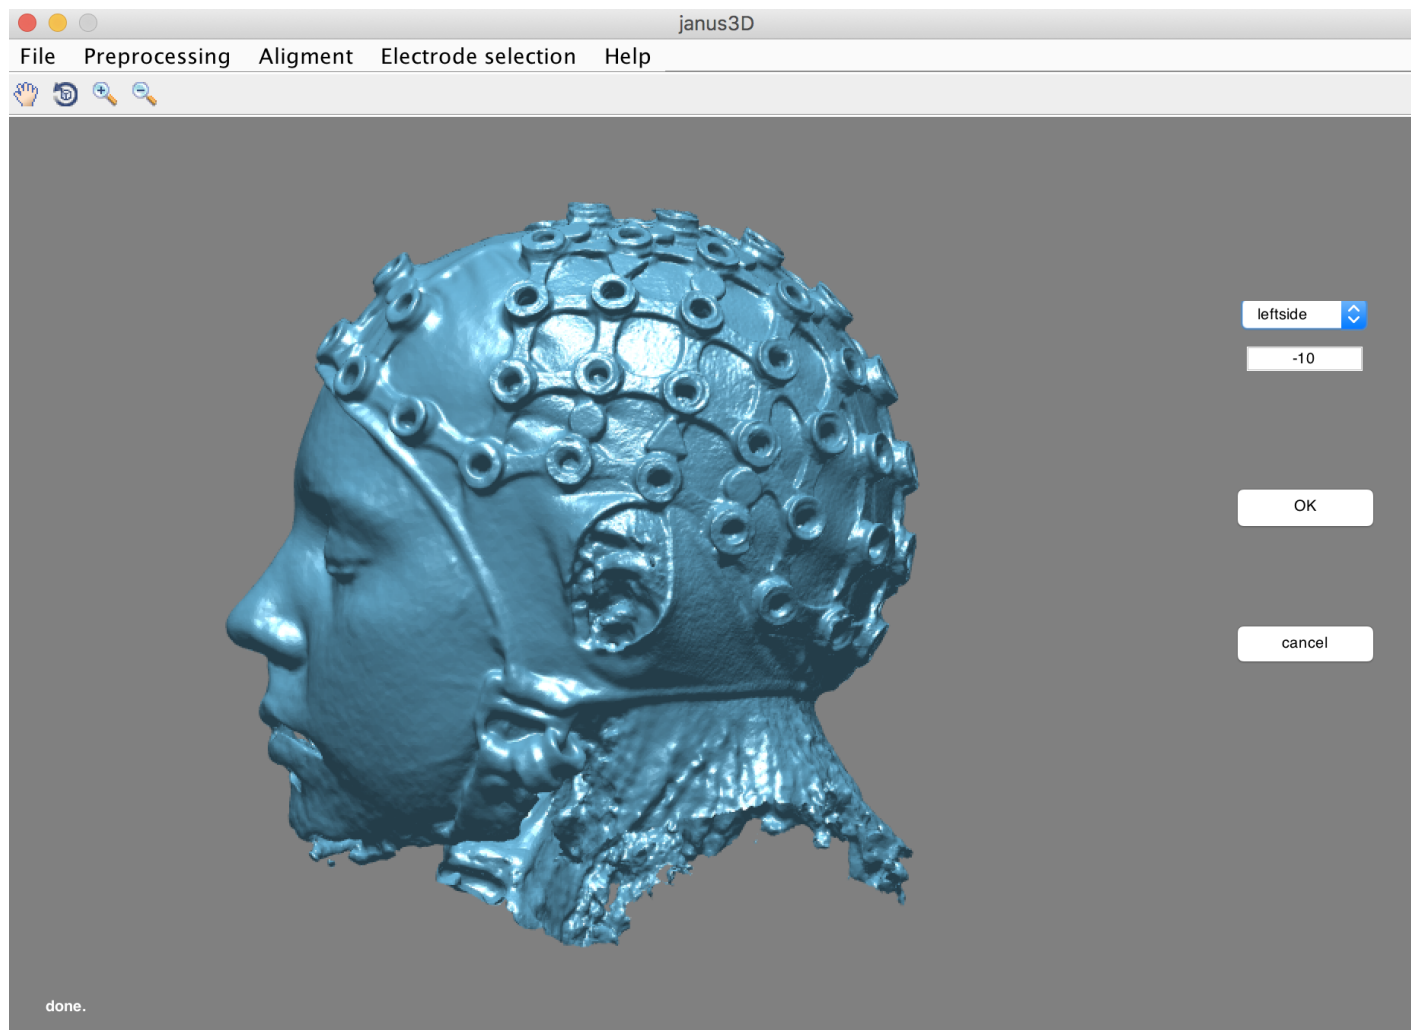 janus3D
File Preprocessing Aligment Electrode selection Help
leftside
-10
OK
cancel
done.